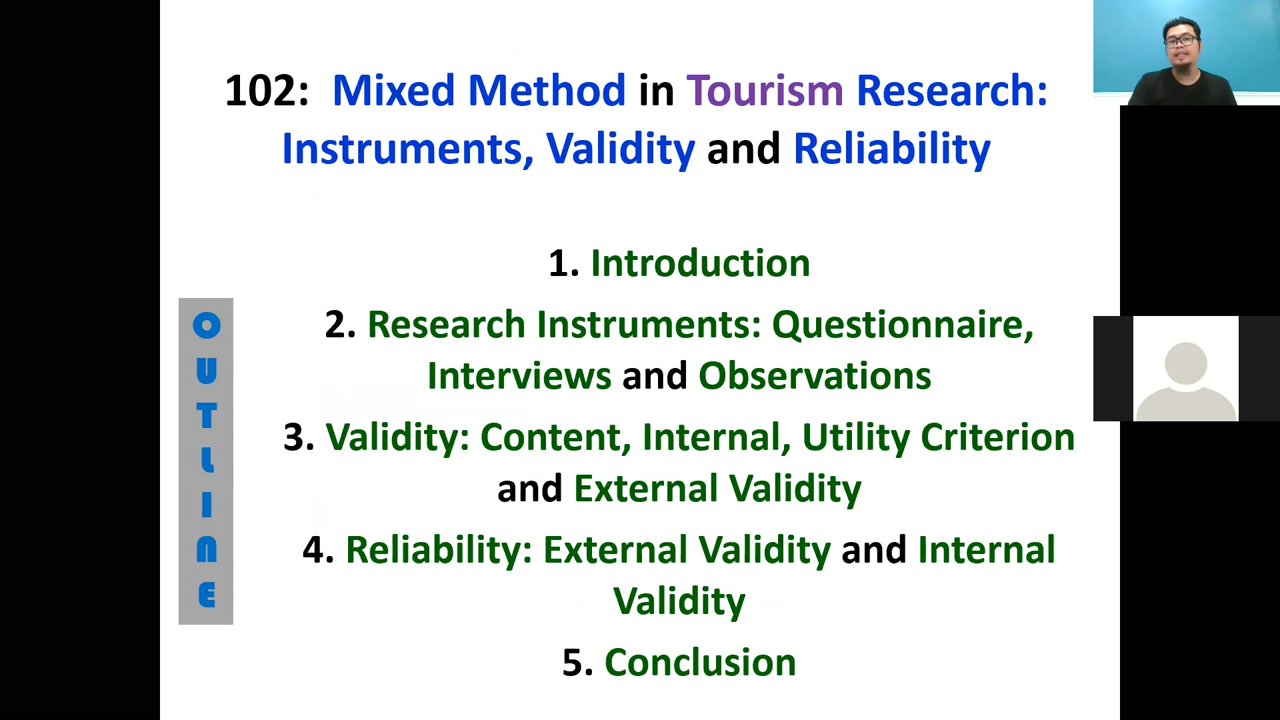 102: Mixed Method in Tourism Research:
Instruments, Validity and Reliability
OUTLINE
1. Introduction
2. Research Instruments: Questionnaire,
Interviews and Observations
3. Validity: Content, Internal, Utility Criterion
and External Validity
4. Reliability: External Validity and Internal
Validity
5. Conclusion